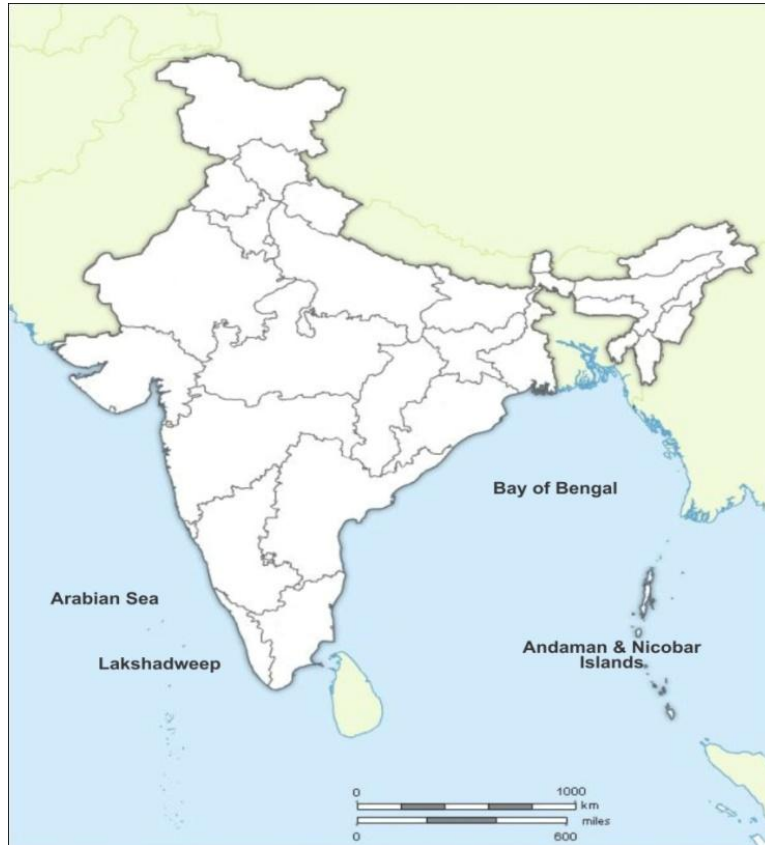 Bay of Bengal
Arabian Sea
Andaman & Nicobar
Islands
Lakshadweep
0 1000
km
miles
0 600